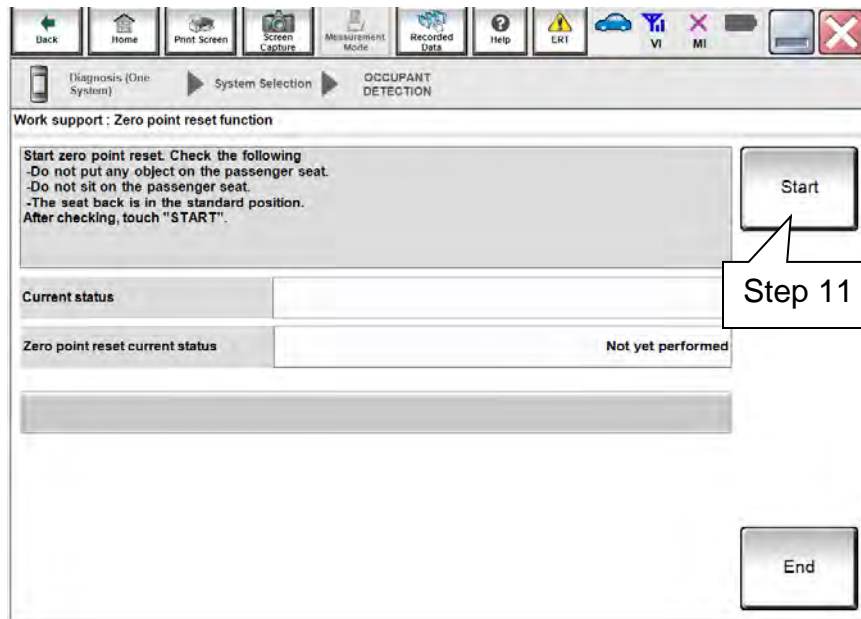 Back
Home
Print Screen
Screen
Capture
Measurement
Mode
Recorded
Data
Help
ERT
VI
MI
Diagnosis (One
System)
System Selection
OCCUPANT
DETECTION
Work support : Zero point reset function
Start zero point reset. Check the following
-Do not put any object on the passenger seat.
-Do not sit on the passenger seat.
-The seat back is in the standard position.
After checking, touch "START".
Start
Step 11
Current status
Zero point reset current status
Not yet performed
End